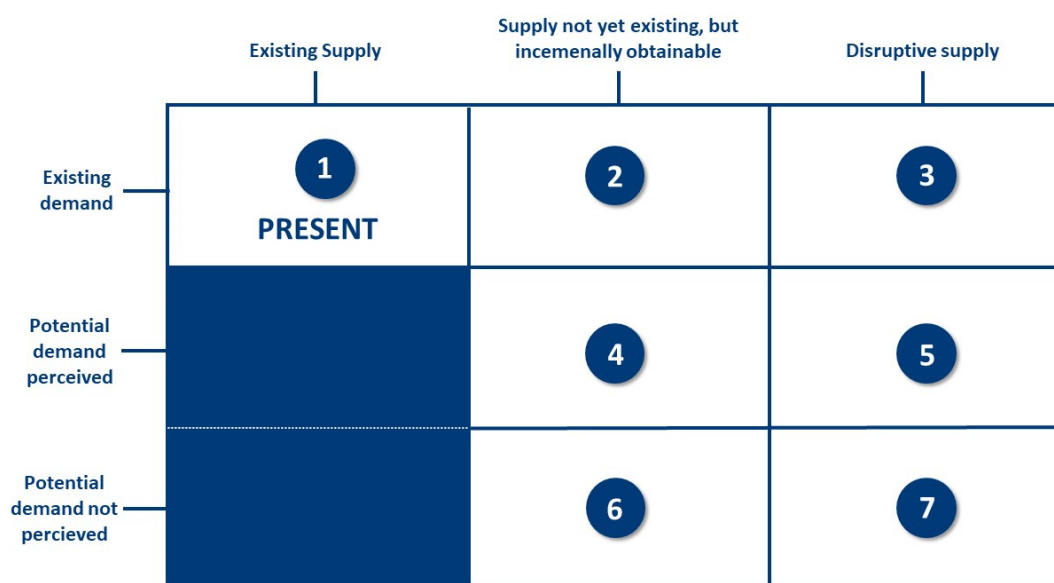 Supply not yet existing, but
incemenally obtainable
Existing Supply
Disruptive supply
Existing
demand
1
PRESENT
2
3
Potential
demand
perceived
4
5
Potential
demand not
percieved
6
7